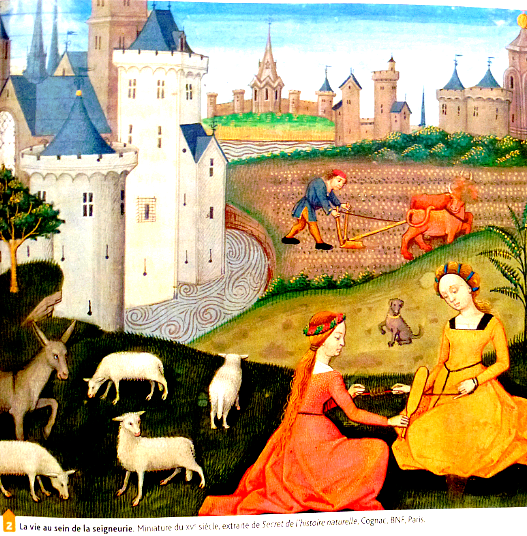 2 La vie au sein de la seigneurie. Miniature du XVe siècle, extraite de Secret de l'histoire naturelle, Cognac, BNF, Paris.